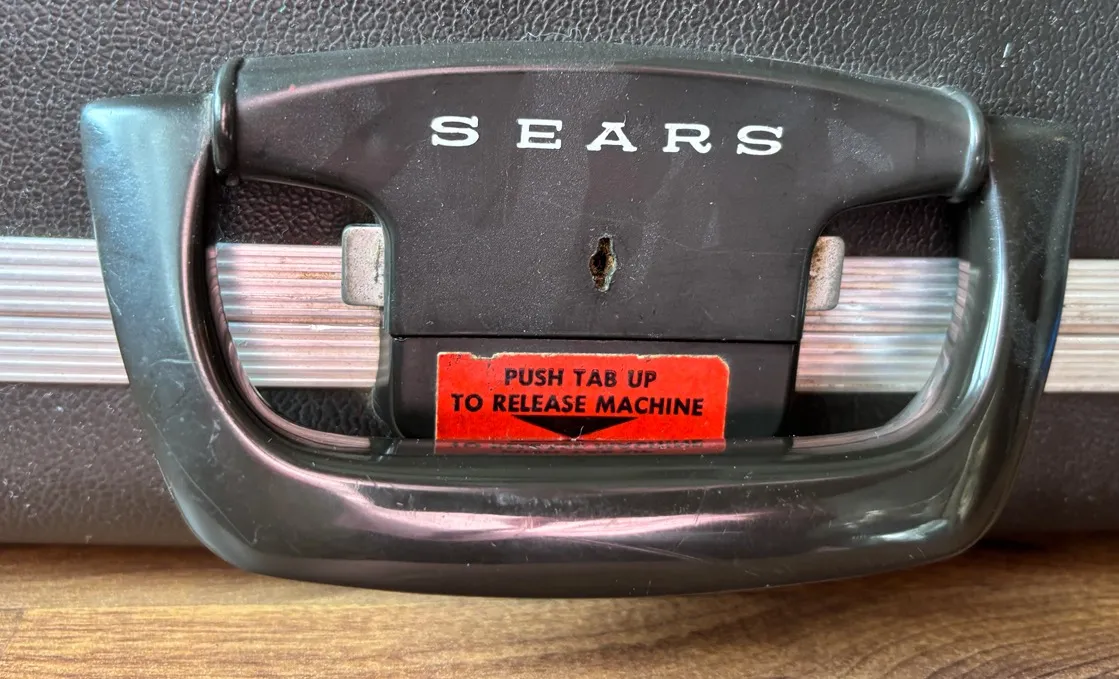 SEARS
PUSH TAB UP
TO RELEASE MACHINE